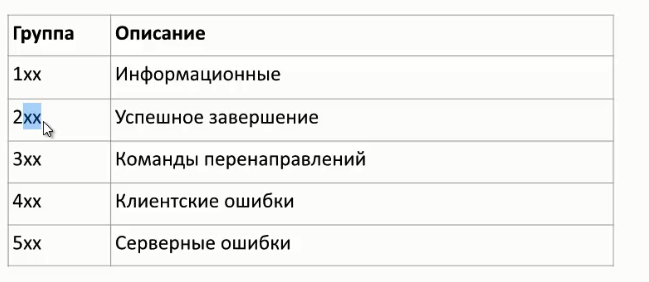 Группа Описание
1xx Информационные
2xx Успешное завершение
3xx Команды перенаправлений
4xx Клиентские ошибки
5xx Серверные ошибки